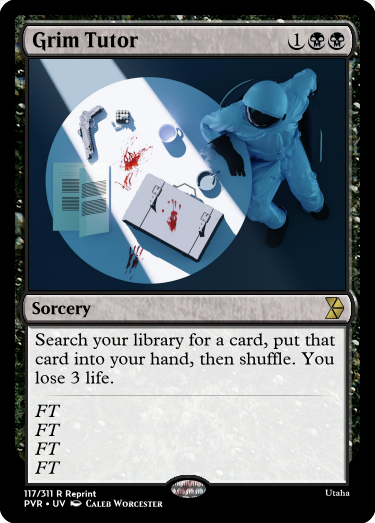 Grim Tutor 1
Sorcery
Search your library for a card, put that
card into your hand, then shuffle. You
lose 3 life.
FT
FT
FT
FT
117/311 R Reprint
Utaha
PVR • UV Caleb Worcester